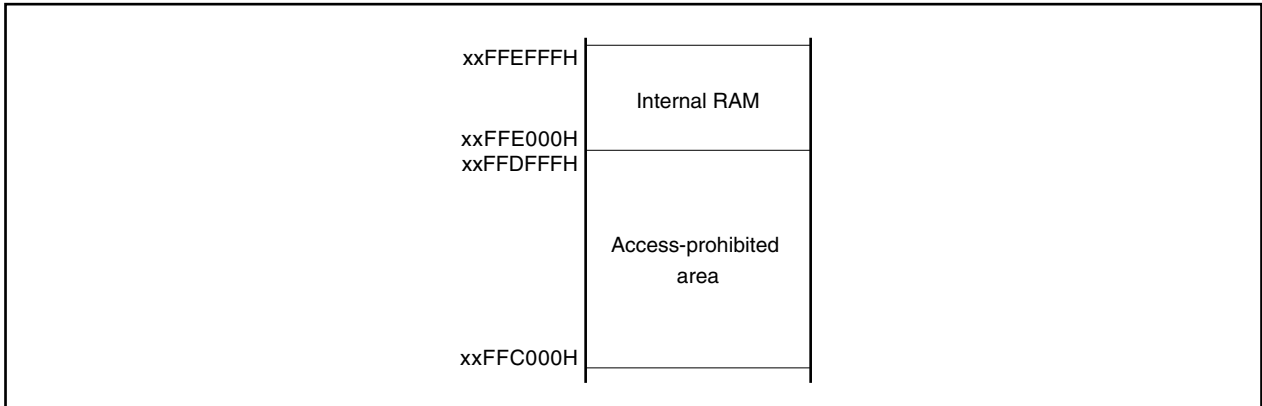 xxFFEFFFH
Internal RAM
xxFFE000H
xxFFDFFFH
Access-prohibited
area
xxFFC000H